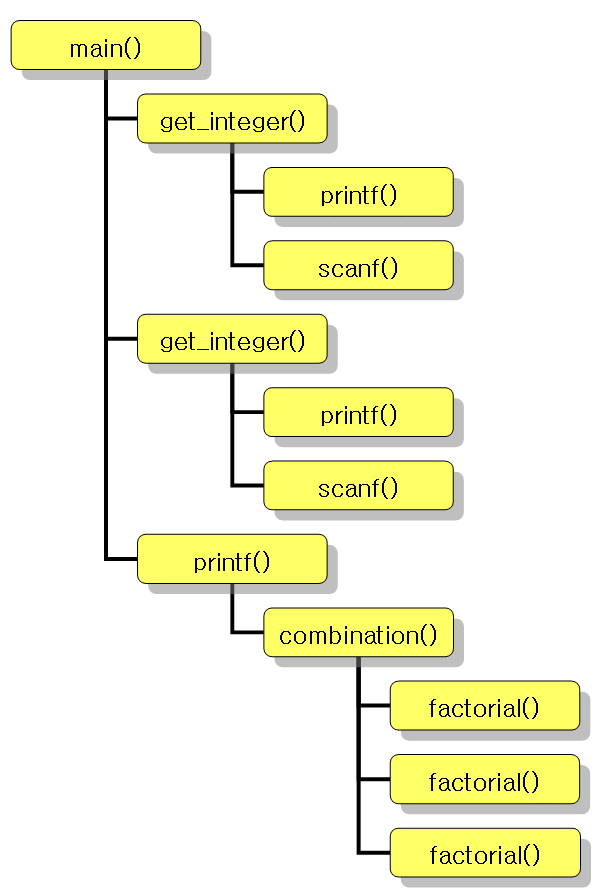 main()
get_integer()
printf()
scanf()
get_integer()
printf()
scanf()
printf()
combination()
factorial()
factorial()
factorial()